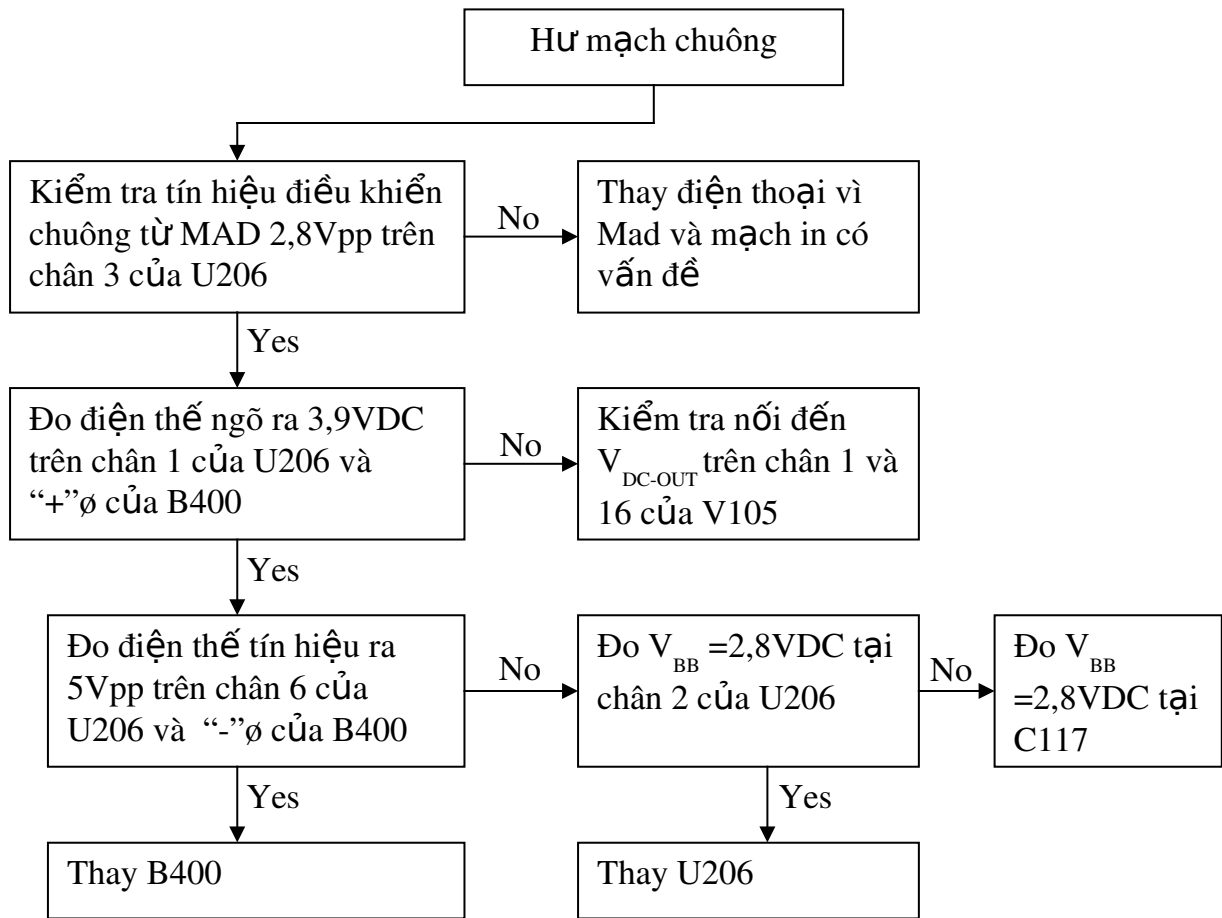 Hư mạch chuông
Kiểm tra tín hiệu điều khiển
chuông từ MAD 2,8Vpp trên
chân 3 của U206
No
Thay điện thoại vì
Mad và mạch in có
vấn đề
Yes
Đo điện thế ngõ ra 3,9VDC
trên chân 1 của U206 và
“+”ø của B400
No
Kiểm tra nối đến
V_DC-OUT trên chân 1 và
16 của V105
Yes
Đo điện thế tín hiệu ra
5Vpp trên chân 6 của
U206 và “-”ø của B400
No
Đo V_BB =2,8VDC tại
chân 2 của U206
No
Đo V_BB
=2,8VDC tại
C117
Yes
Yes
Thay B400
Thay U206